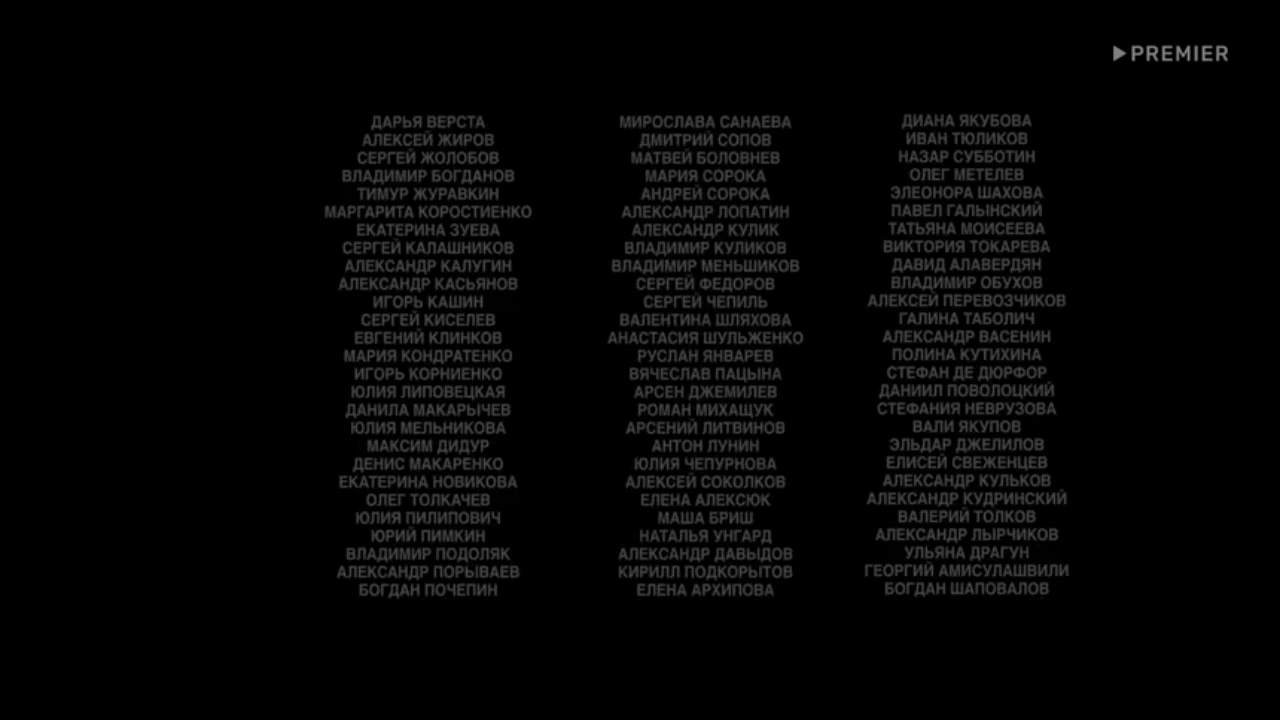 PREMIER
ДАРЬЯ ВЕРСТА
АЛЕКСЕЙ ЖИРОВ
СЕРГЕЙ ЖОЛОБОВ
ВЛАДИМИР БОГДАНОВ
ТИМУР ЖУРАВКИН
МАРГАРИТА КОРОСТИЕНКО
ЕКАТЕРИНА ЗУЕВА
СЕРГЕЙ КАЛАШНИКОВ
АЛЕКСАНДР КАЛУГИН
АЛЕКСАНДР КАСЬЯНОВ
ИГОРЬ КАШИН
СЕРГЕЙ КИСЕЛЕВ
ЕВГЕНИЙ КЛИНКОВ
МАРИЯ КОНДРАТЕНКО
ИГОРЬ КОРНИЕНКО
ЮЛИЯ ЛИПОВЕЦКАЯ
ДАНИЛА МАКАРЫЧЕВ
ЮЛИЯ МЕЛЬНИКОВА
МАКСИМ ДИДУР
ДЕНИС МАКАРЕНКО
ЕКАТЕРИНА НОВИКОВА
ОЛЕГ ТОЛКАЧЕВ
ЮЛИЯ ПИЛИПОВИЧ
ЮРИЙ ПИМКИН
ВЛАДИМИР ПОДОЛЯК
АЛЕКСАНДР ПОРЫВАЕВ
БОГДАН ПОЧЕПИН
МИРОСЛАВА САНАЕВА
ДМИТРИЙ СОПОВ
МАТВЕЙ БОЛОВНЕВ
МАРИЯ СОРОКА
АНДРЕЙ СОРОКА
АЛЕКСАНДР ЛОПАТИН
АЛЕКСАНДР КУЛИК
ВЛАДИМИР КУЛИКОВ
ВЛАДИМИР МЕНЬШИКОВ
СЕРГЕЙ ФЕДОРОВ
СЕРГЕЙ ЧЕПИЛЬ
ВАЛЕНТИНА ШЛЯХОВА
АНАСТАСИЯ ШУЛЬЖЕНКО
РУСЛАН ЯНВАРЕВ
ВЯЧЕСЛАВ ПАЦЫНА
АРСЕН ДЖЕМИЛЕВ
РОМАН МИХАЩУК
АРСЕНИЙ ЛИТВИНОВ
АНТОН ЛУНИН
ЮЛИЯ ЧЕПУРНОВА
АЛЕКСЕЙ СОКОЛКОВ
ЕЛЕНА АЛЕКСЮК
МАША БРИШ
НАТАЛЬЯ УНГАРД
АЛЕКСАНДР ДАВЫДОВ
КИРИЛЛ ПОДКОРЫТОВ
ЕЛЕНА АРХИПОВА
ДИАНА ЯКУБОВА
ИВАН ТЮЛИКОВ
НАЗАР СУББОТИН
ОЛЕГ МЕТЕЛЕВ
ЭЛЕОНОРА ШАХОВА
ПАВЕЛ ГАЛЫНСКИЙ
ТАТЬЯНА МОИСЕЕВА
ВИКТОРИЯ ТОКАРЕВА
ДАВИД АЛАВЕРДЯН
ВЛАДИМИР ОБУХОВ
АЛЕКСЕЙ ПЕРЕВОЗЧИКОВ
ГАЛИНА ТАБОЛИЧ
АЛЕКСАНДР ВАСЕНИН
ПОЛИНА КУТИХИНА
СТЕФАН ДЕ ДЮРФОР
ДАНИИЛ ПОВОЛОЦКИЙ
СТЕФАНИЯ НЕВРУЗОВА
ВАЛИ ЯКУПОВ
ЭЛЬДАР ДЖЕЛИЛОВ
ЕЛИСЕЙ СВЕЖЕНЦЕВ
АЛЕКСАНДР КУЛЬКОВ
АЛЕКСАНДР КУДРИНСКИЙ
ВАЛЕРИЙ ТОЛКОВ
АЛЕКСАНДР ЛЫРЧИКОВ
УЛЬЯНА ДРАГУН
ГЕОРГИЙ АМИСУЛАШВИЛИ
БОГДАН ШАПОВАЛОВ